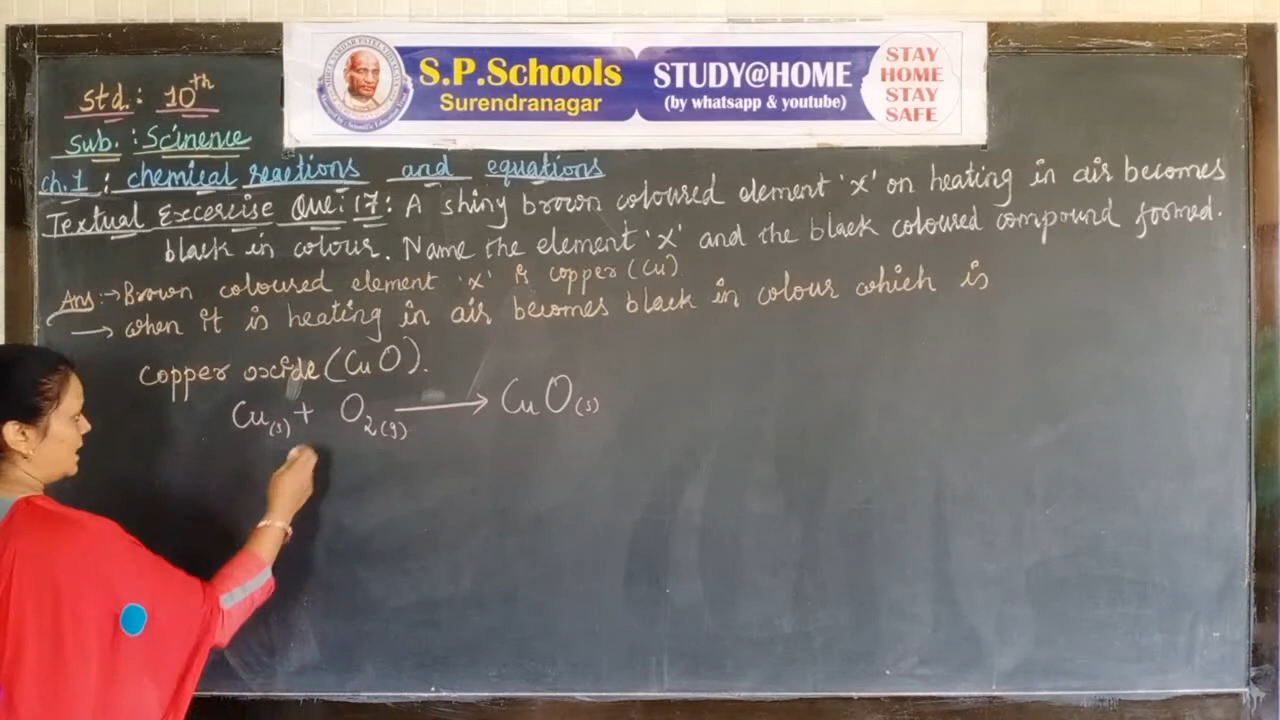 S.P.Schools
Surendranagar
STUDY@HOME
(by whatsapp & youtube)
STAY
HOME
STAY
SAFE
Std.: 10th
Sub.: Scinence
ch.1 : chemical reactions and equations
Textual Excercise Que:17: A shiny brown coloured element 'x' on heating in air becomes
black in colour. Name the element 'x' and the black coloured compound formed.
Ans:→ Brown coloured element 'x' is copper (Cu)
→ when it is heating in air becomes black in colour which is
copper oxide (CuO).
Cu(s) + O2(g) → CuO(s)